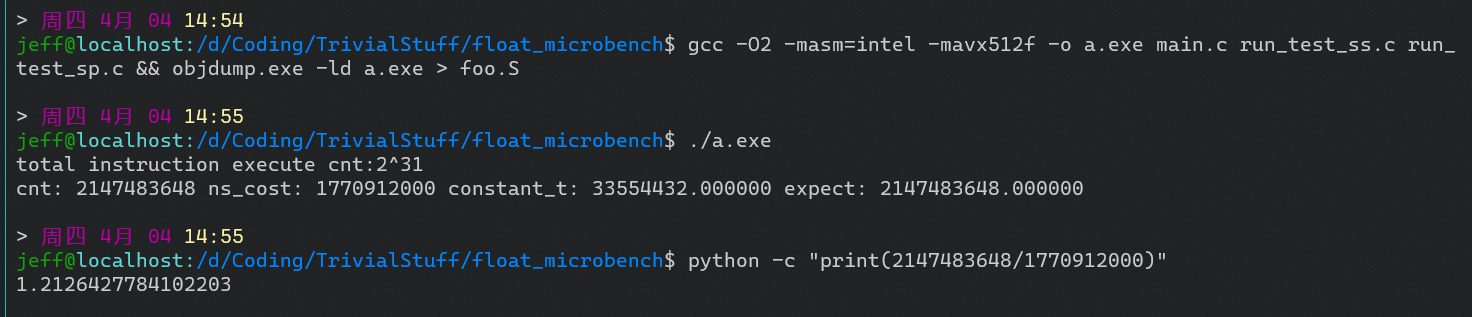 > 周四 4月 04 14:54
jeff@localhost:/d/Coding/TrivialStuff/float_microbench$ gcc -O2 -masm=intel -mavx512f -o a.exe main.c run_test_ss.c run_
test_sp.c && objdump.exe -ld a.exe > foo.S
> 周四 4月 04 14:55
jeff@localhost:/d/Coding/TrivialStuff/float_microbench$ ./a.exe
total instruction execute cnt:2^31
cnt: 2147483648 ns_cost: 1770912000 constant_t: 33554432.000000 expect: 2147483648.000000
> 周四 4月 04 14:55
jeff@localhost:/d/Coding/TrivialStuff/float_microbench$ python -c "print(2147483648/1770912000)"
1.2126427784102203